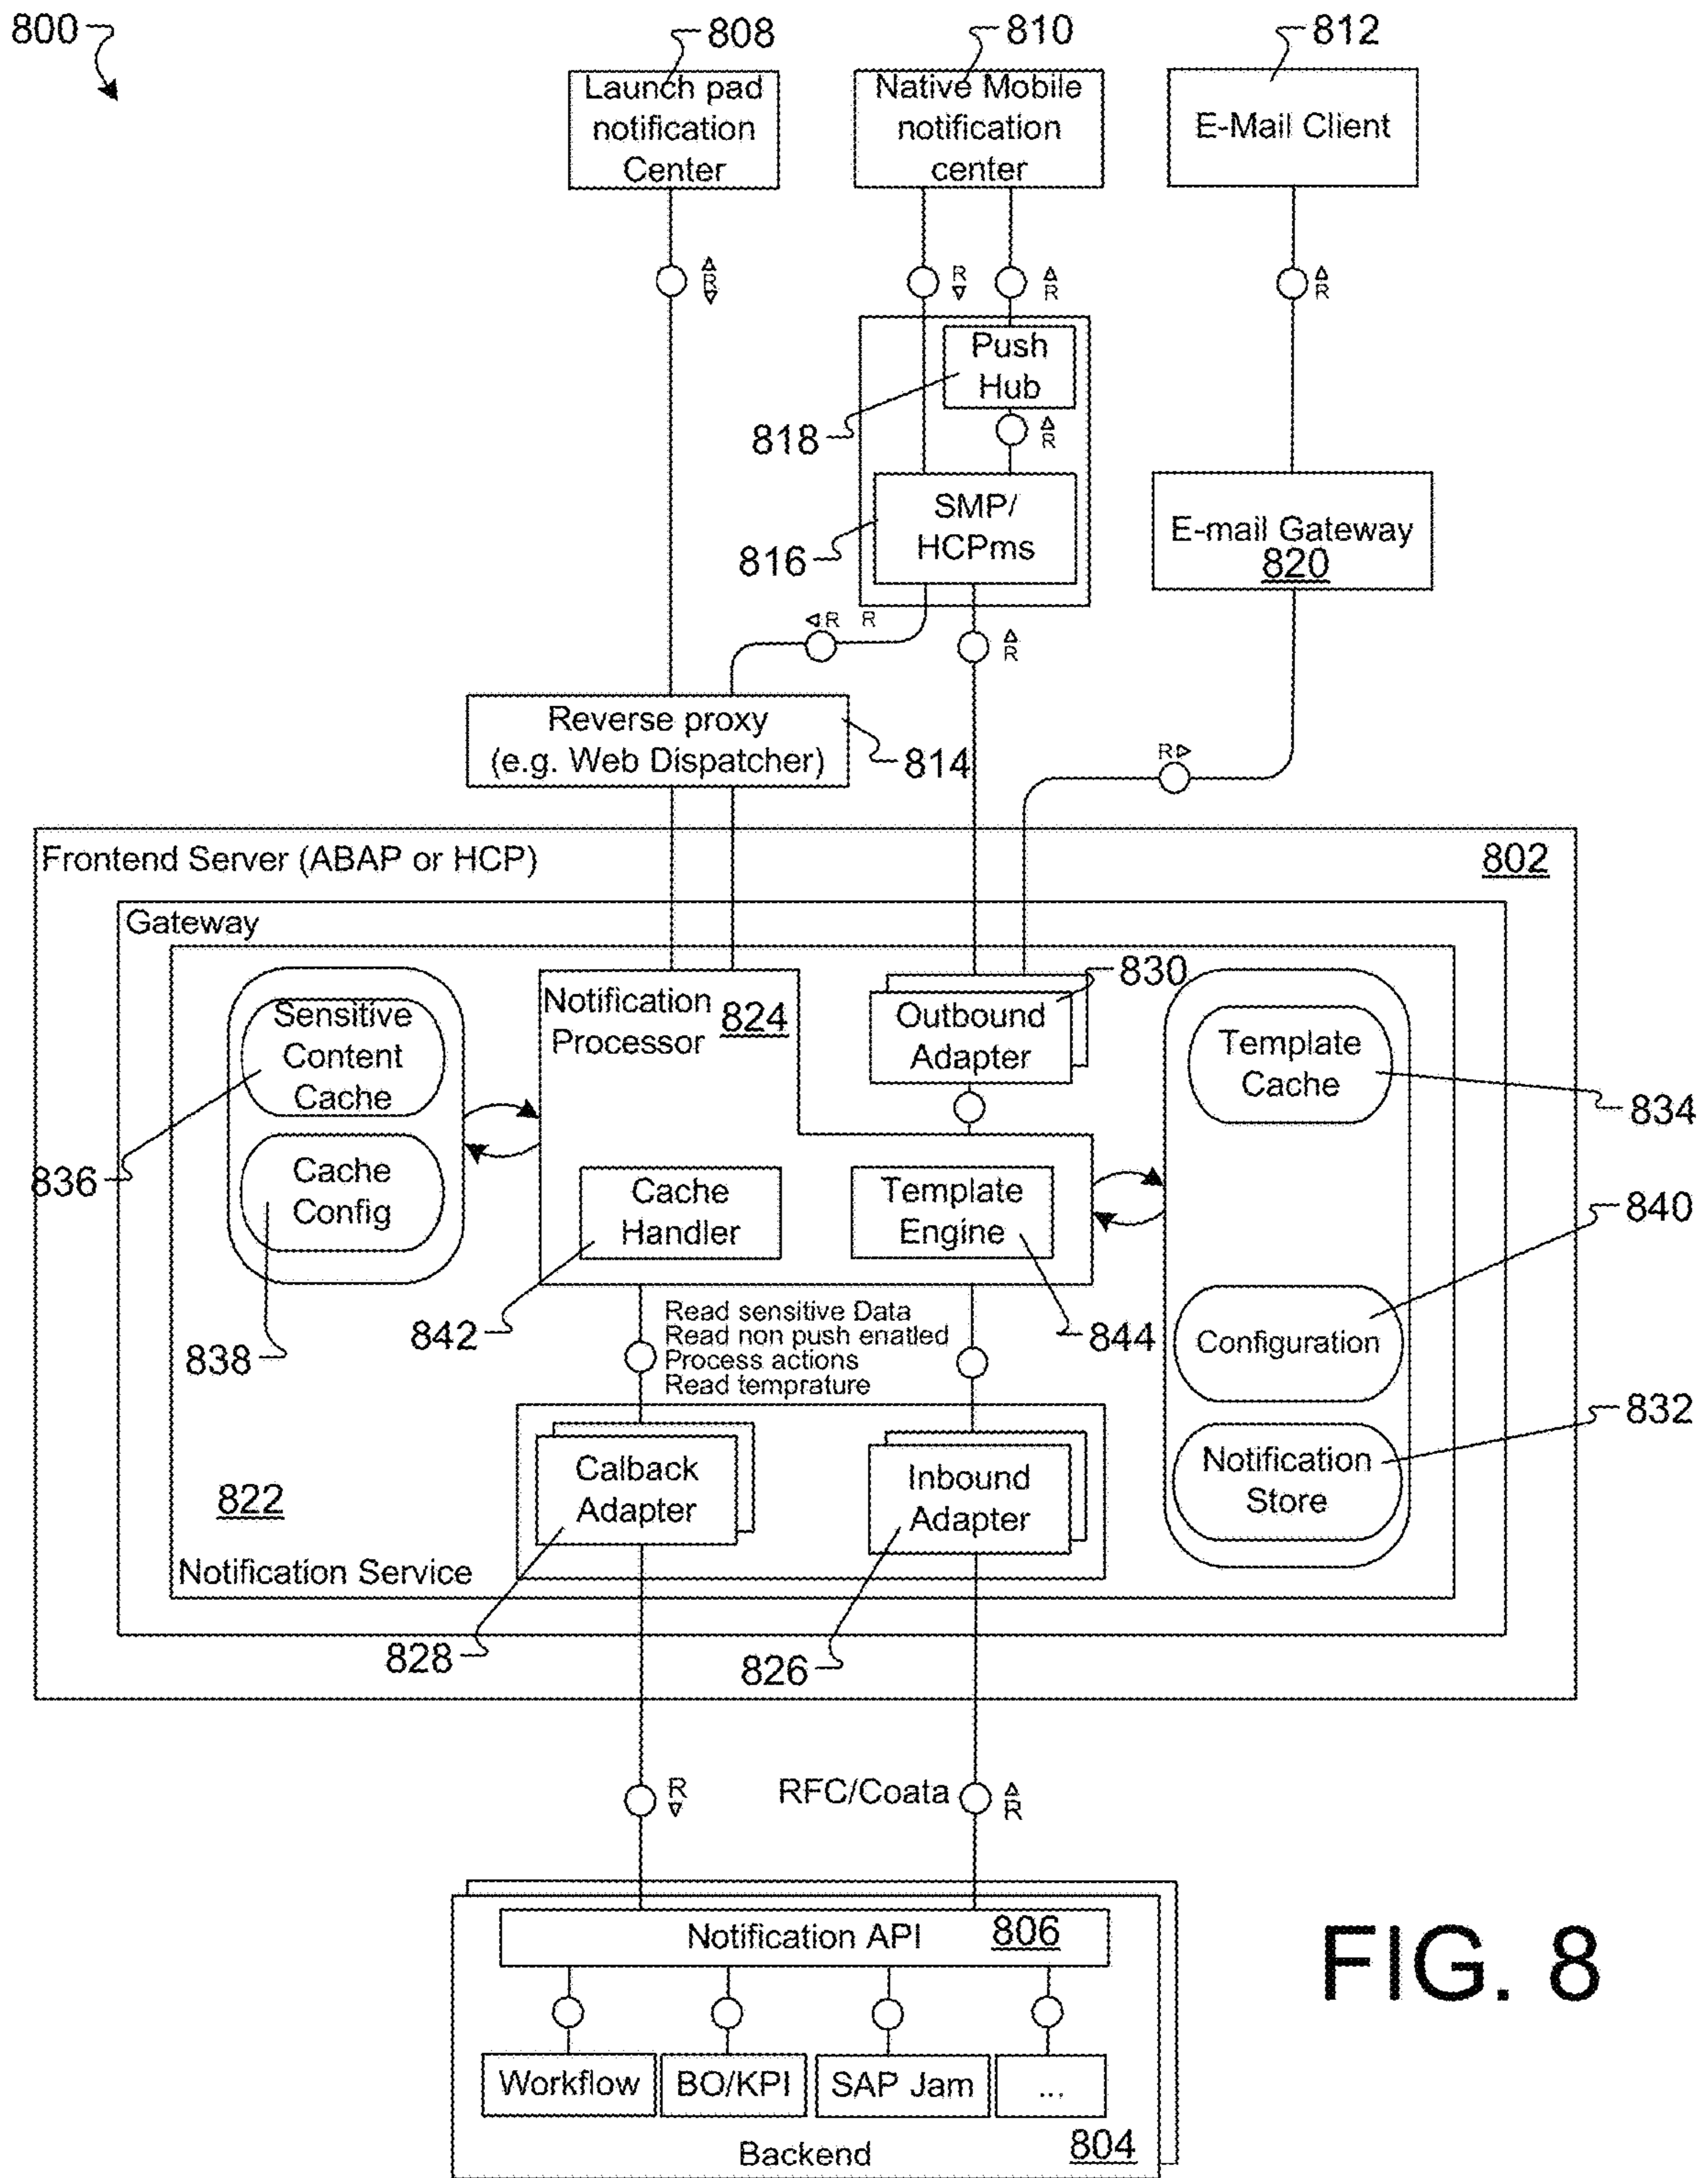 800
808
810
812
Launch pad
notification
Center
Native Mobile
notification
center
E-Mail Client
R
R
R
R
Push
Hub
818
R
SMP/
HCPms
816
E-mail Gateway
820
R R
R
Reverse proxy
(e.g. Web Dispatcher)
814
R
Frontend Server (ABAP or HCP)
802
Gateway
Sensitive
Content
Cache
Notification
Processor
824
Outbound
Adapter
830
Template
Cache
834
836
Cache
Config
838
Cache
Handler
842
Template
Engine
844
840
Configuration
Read sensitive Data
Read non push enatled
Process actions
Read temprature
832
Notification
Store
Calback
Adapter
Inbound
Adapter
822
Notification Service
828
826
R
RFC/Coata
R
Notification API
806
Workflow
BO/KPI
SAP Jam
...
Backend
804
FIG. 8